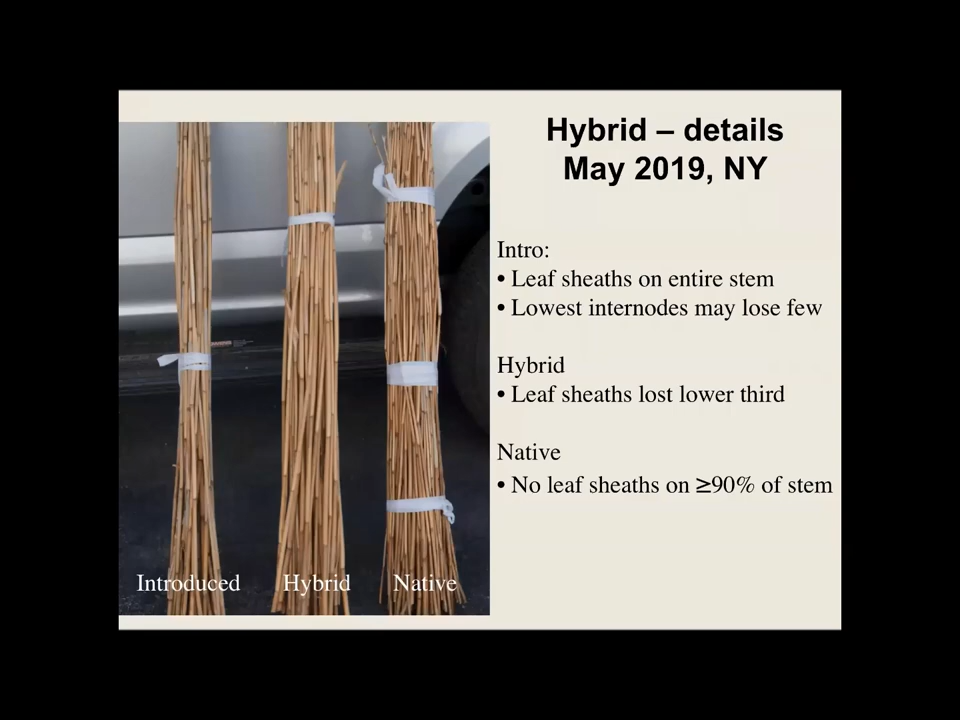 Hybrid – details
May 2019, NY
Intro:
• Leaf sheaths on entire stem
• Lowest internodes may lose few
Hybrid
• Leaf sheaths lost lower third
Native
• No leaf sheaths on ≥90% of stem
Introduced Hybrid Native